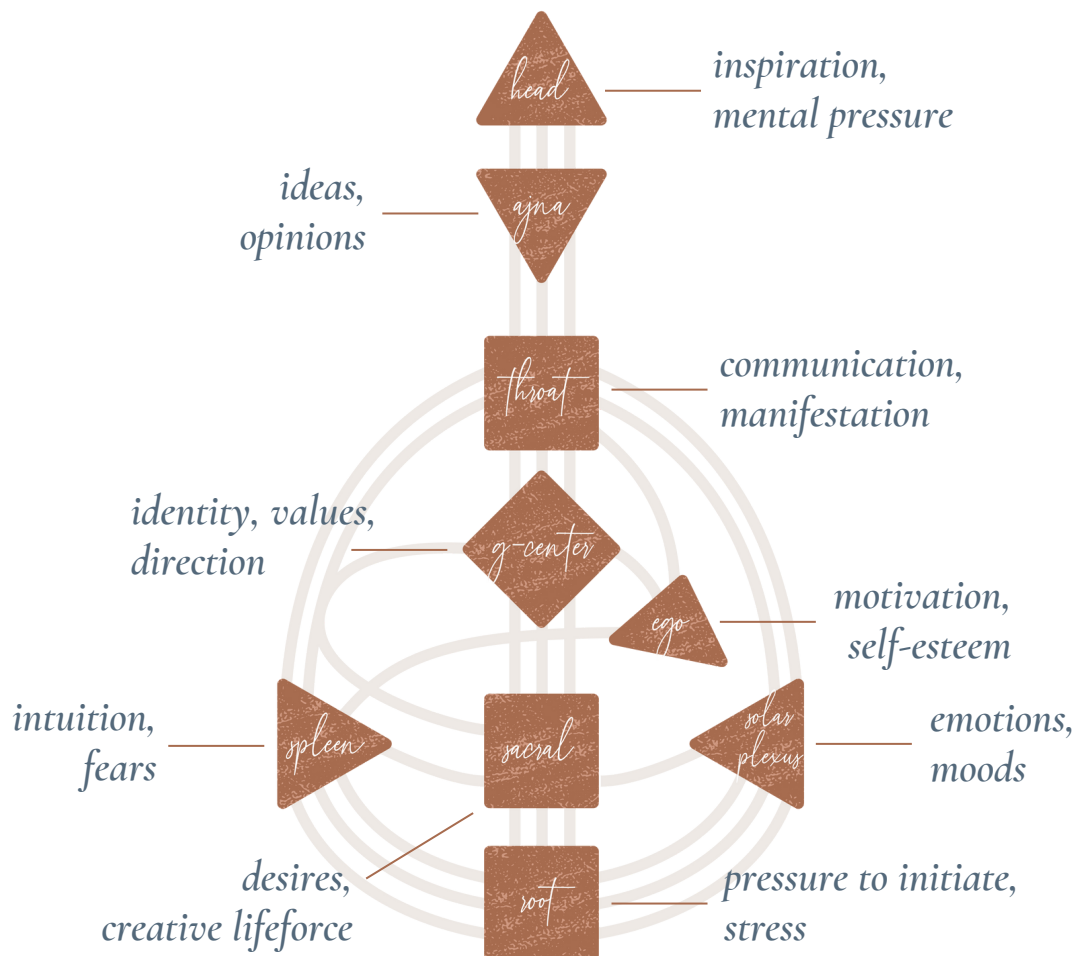 head
inspiration,
mental pressure
ideas,
opinions
ajna
throat
communication,
manifestation
identity, values,
direction
g-center
ego
motivation,
self-esteem
intuition,
fears
spleen
sacral
solar
plexus
emotions,
moods
desires,
creative lifeforce
root
pressure to initiate,
stress